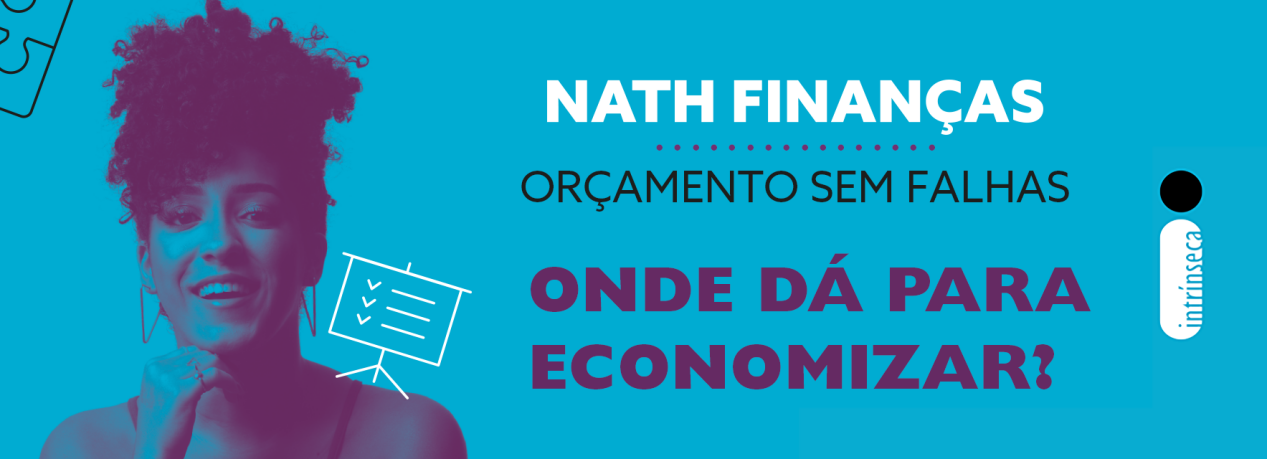 NATH FINANÇAS
ORÇAMENTO SEM FALHAS
ONDE DÁ PARA
ECONOMIZAR?
intrínseca